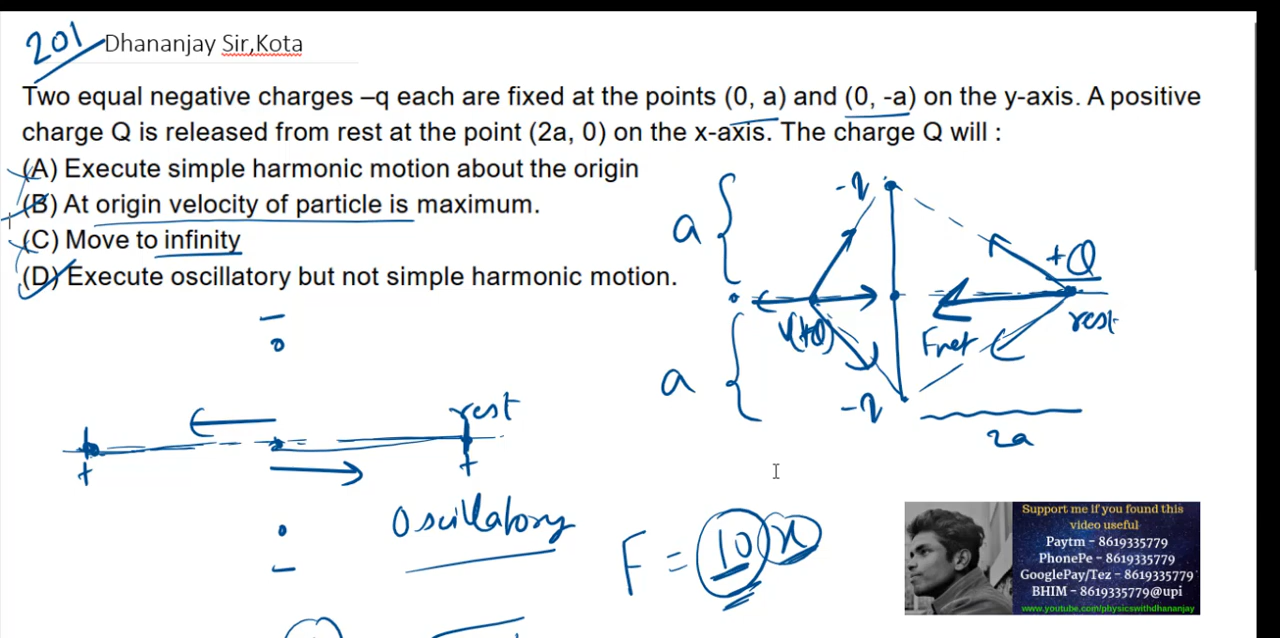 201 Dhananjay Sir,Kota
Two equal negative charges –q each are fixed at the points (0, a) and (0, -a) on the y-axis. A positive
charge Q is released from rest at the point (2a, 0) on the x-axis. The charge Q will :
(A) Execute simple harmonic motion about the origin
(B) At origin velocity of particle is maximum.
(C) Move to infinity
(D) Execute oscillatory but not simple harmonic motion.
-q
a
+Q
rest
Fnet
a
-q
2a
rest
+
+
Oscillatory
F = 10 x
Support me if you found this
video useful
Paytm - 8619335779
PhonePe - 8619335779
GooglePay/Tez - 8619335779
BHIM - 8619335779@upi
www.youtube.com/physicswithdhananjay